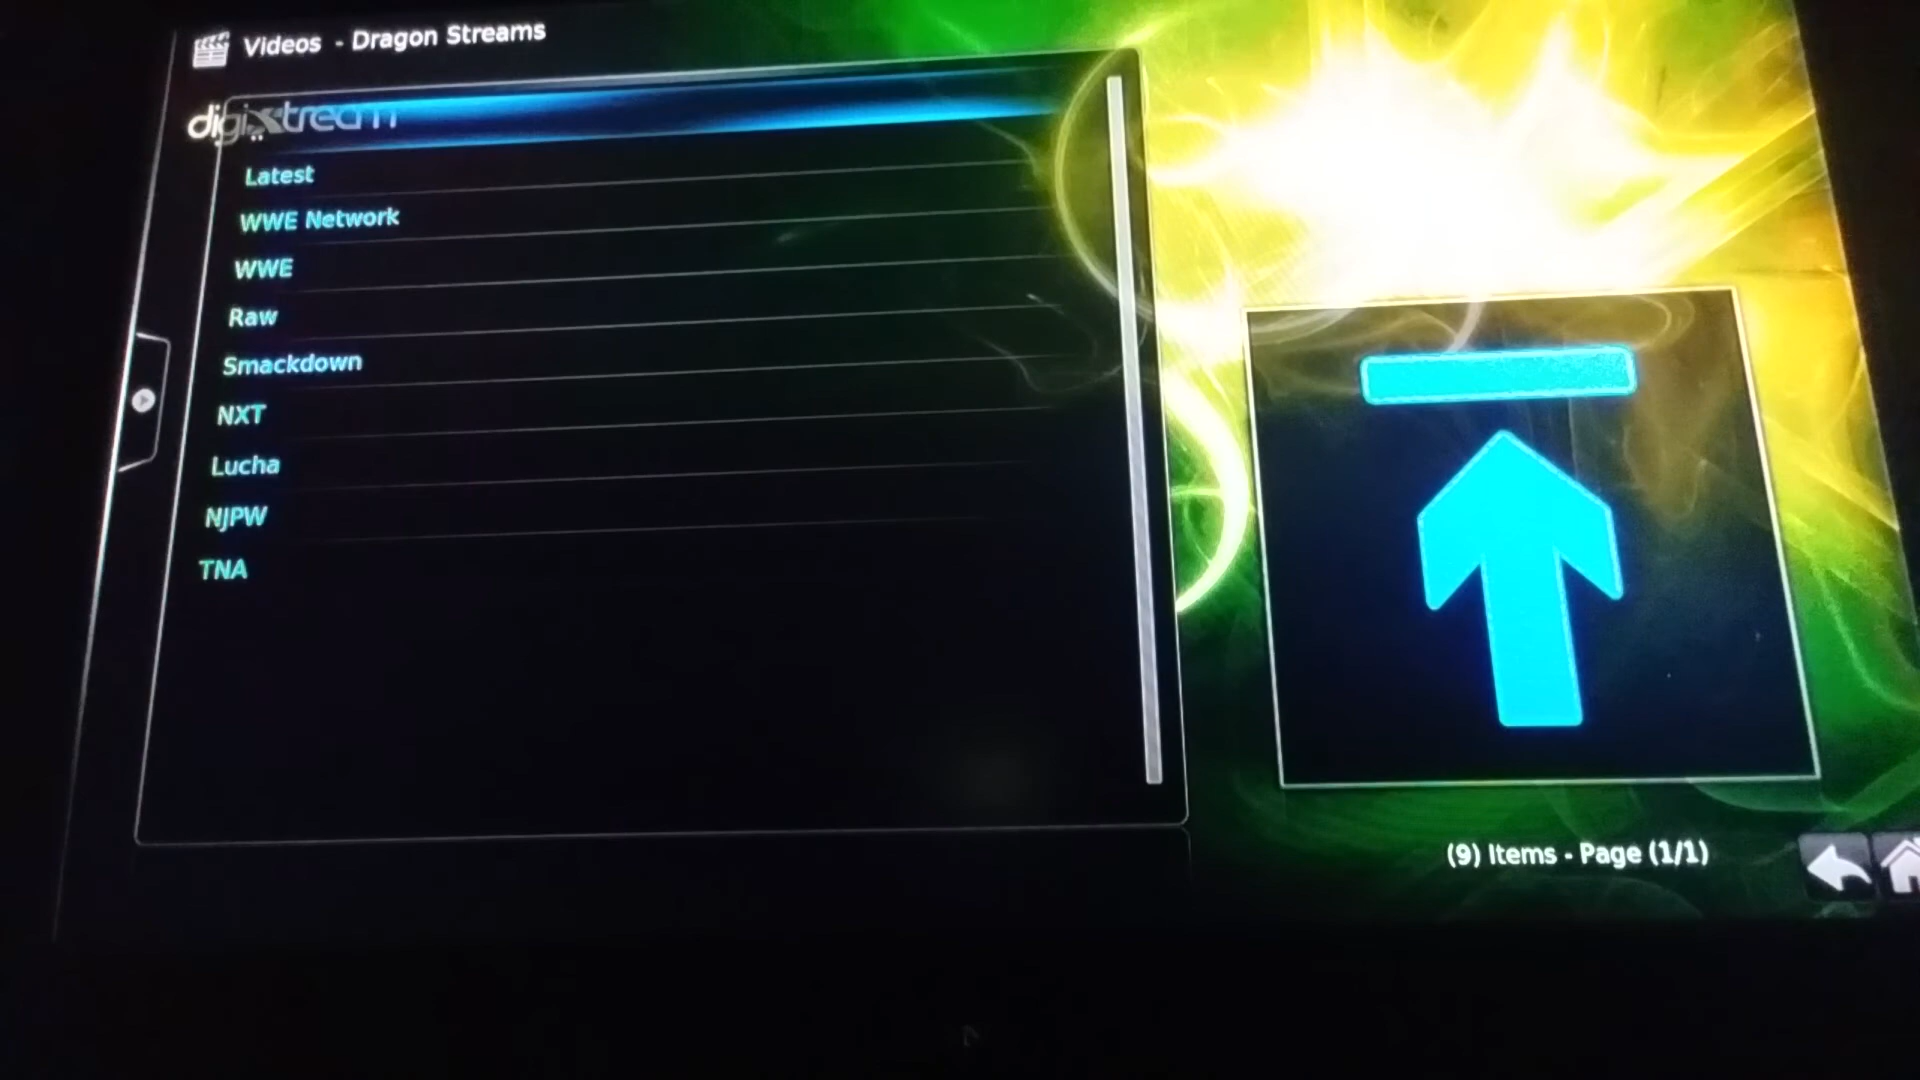 Videos - Dragon Streams
digixstream
Latest
WWE Network
WWE
Raw
Smackdown
NXT
Lucha
NJPW
TNA
(9) Items - Page (1/1)